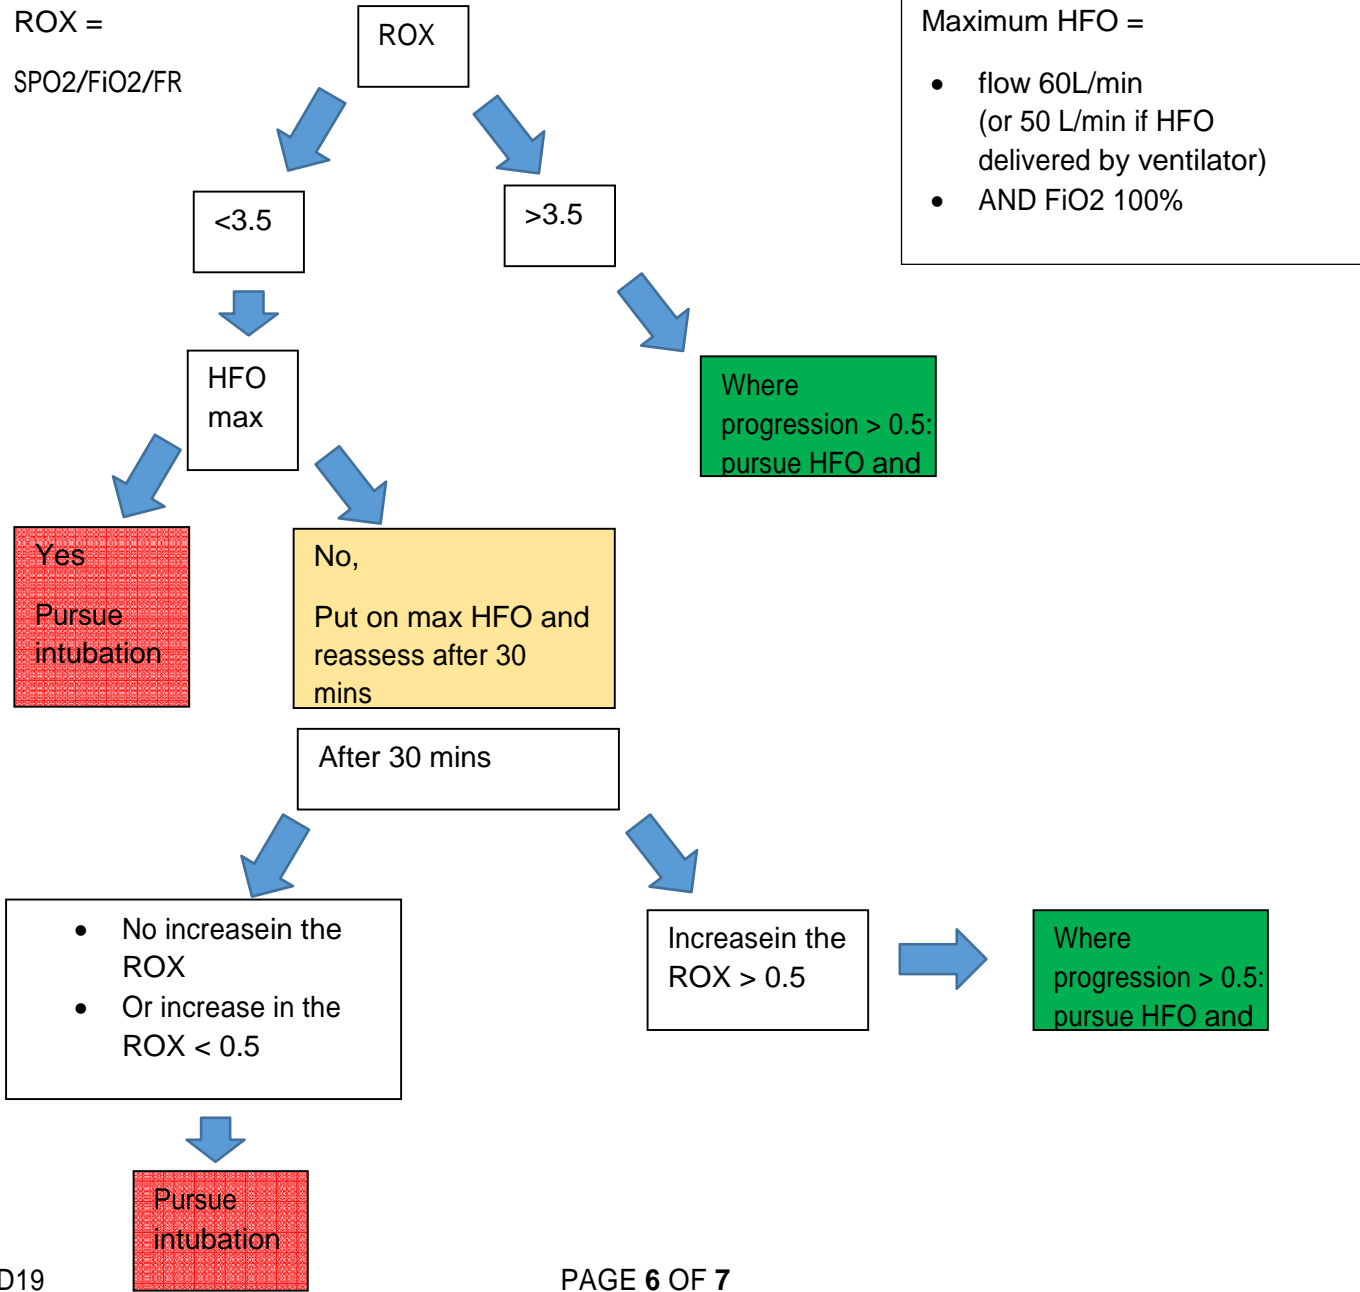 ROX =
SPO2/FiO2/FR
ROX
Maximum HFO =
• flow 60L/min
(or 50 L/min if HFO
delivered by ventilator)
• AND FiO2 100%
<3.5
>3.5
HFO
max
Where
progression > 0.5:
pursue HFO and
Yes
Pursue
intubation
No,
Put on max HFO and
reassess after 30
mins
After 30 mins
• No increasein the
ROX
• Or increase in the
ROX < 0.5
Increasein the
ROX > 0.5
Where
progression > 0.5:
pursue HFO and
Pursue
intubation
D19
PAGE 6 OF 7